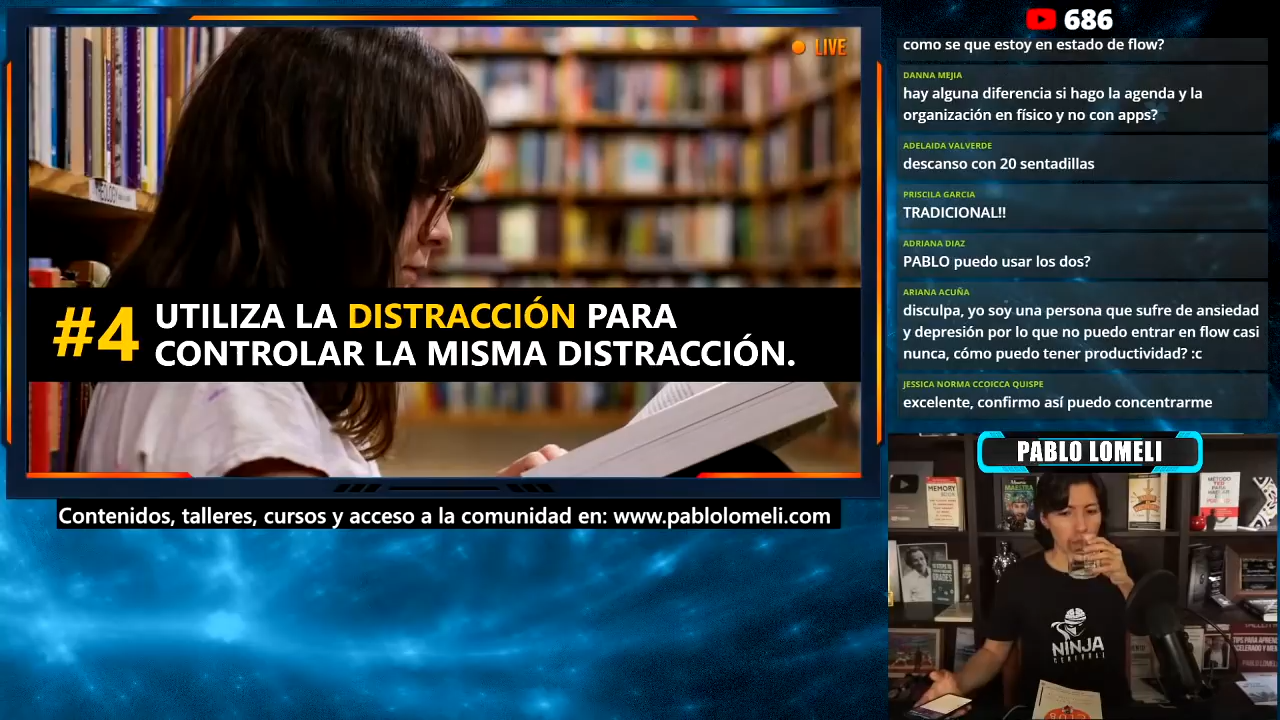 LIVE
#4
UTILIZA LA DISTRACCIÓN PARA
CONTROLAR LA MISMA DISTRACCIÓN.
Contenidos, talleres, cursos y acceso a la comunidad en: www.pablolomeli.com
686
como se que estoy en estado de flow?
DANNA MEJIA
hay alguna diferencia si hago la agenda y la
organización en físico y no con apps?
ADELAIDA VALVERDE
descanso con 20 sentadillas
PRISCILA GARCIA
TRADICIONAL!!
ADRIANA DIAZ
PABLO puedo usar los dos?
ARIANA ACUÑA
disculpa, yo soy una persona que sufre de ansiedad
y depresión por lo que no puedo entrar en flow casi
nunca, cómo puedo tener productividad? :c
JESSICA NORMA CCOICCA QUISPE
excelente, confirmo así puedo concentrarme
PABLO LOMELI
MEMORY
MAESTRA
NINJA
CEREBRAL